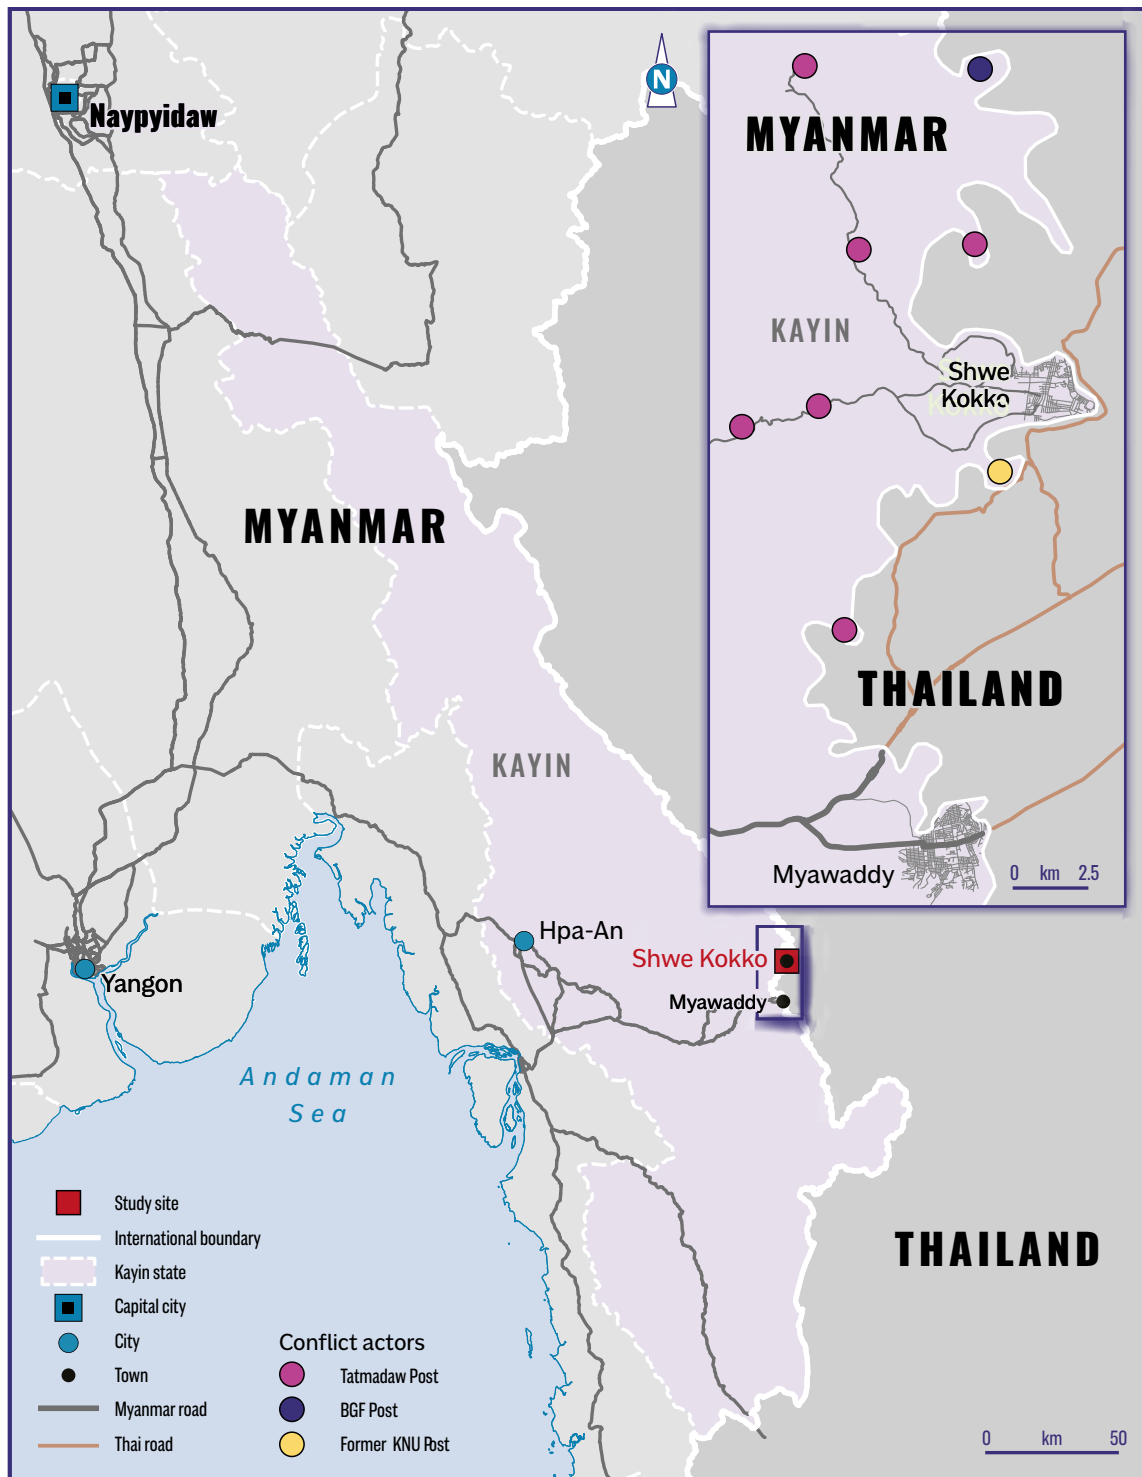 Naypyidaw
N
MYANMAR
KAYIN
Shwe
Kokko
THAILAND
Myawaddy
0 km 2.5
MYANMAR
KAYIN
Hpa-An
Shwe Kokko
Myawaddy
Yangon
Andaman
Sea
THAILAND
Study site
International boundary
Kayin state
Capital city
City
Town
Myanmar road
Thai road
Conflict actors
Tatmadaw Post
BGF Post
Former KNU Post
0 km 50